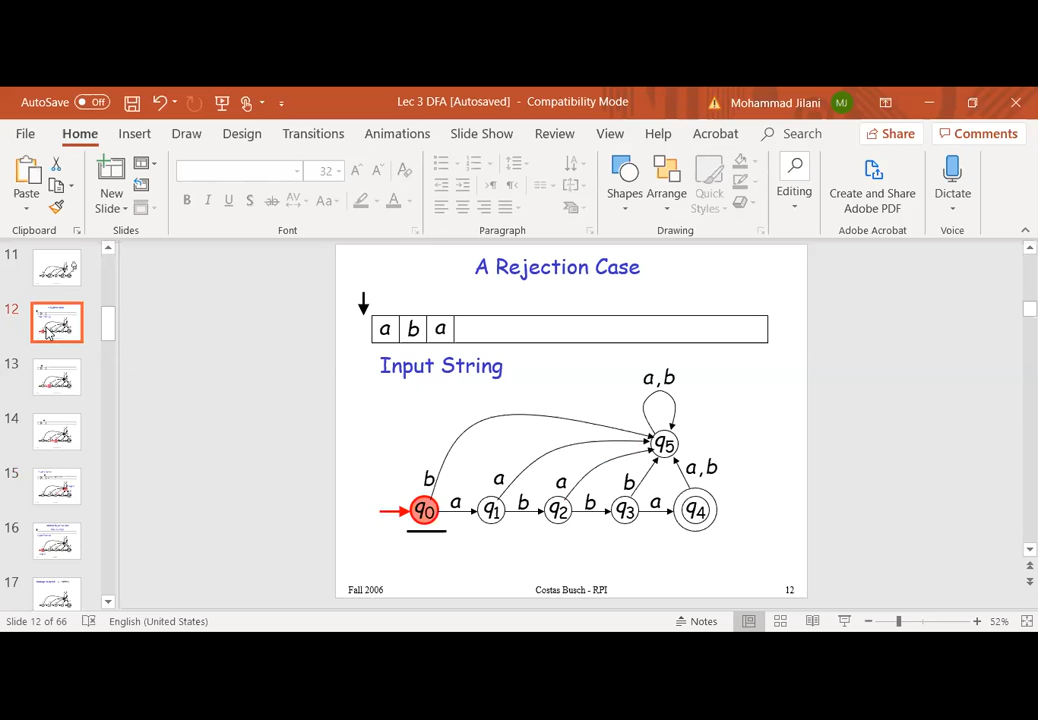 AutoSave Off Lec 3 DFA [Autosaved] - Compatibility Mode Mohammad Jilani MJ
File Home Insert Draw Design Transitions Animations Slide Show Review View Help Acrobat Search Share Comments
32 A A
Paste New Slide B I U S ab AV Aa A Shapes Arrange Quick Styles Editing Create and Share Adobe PDF Dictate
Clipboard Slides Font Paragraph Drawing Adobe Acrobat Voice
11
12
13
14
15
16
17
A Rejection Case
a b a
Input String
a,b
q5
b a a b a,b
q0 a q1 b q2 b q3 a q4
Fall 2006 Costas Busch - RPI 12
Slide 12 of 66 English (United States) Notes 52%